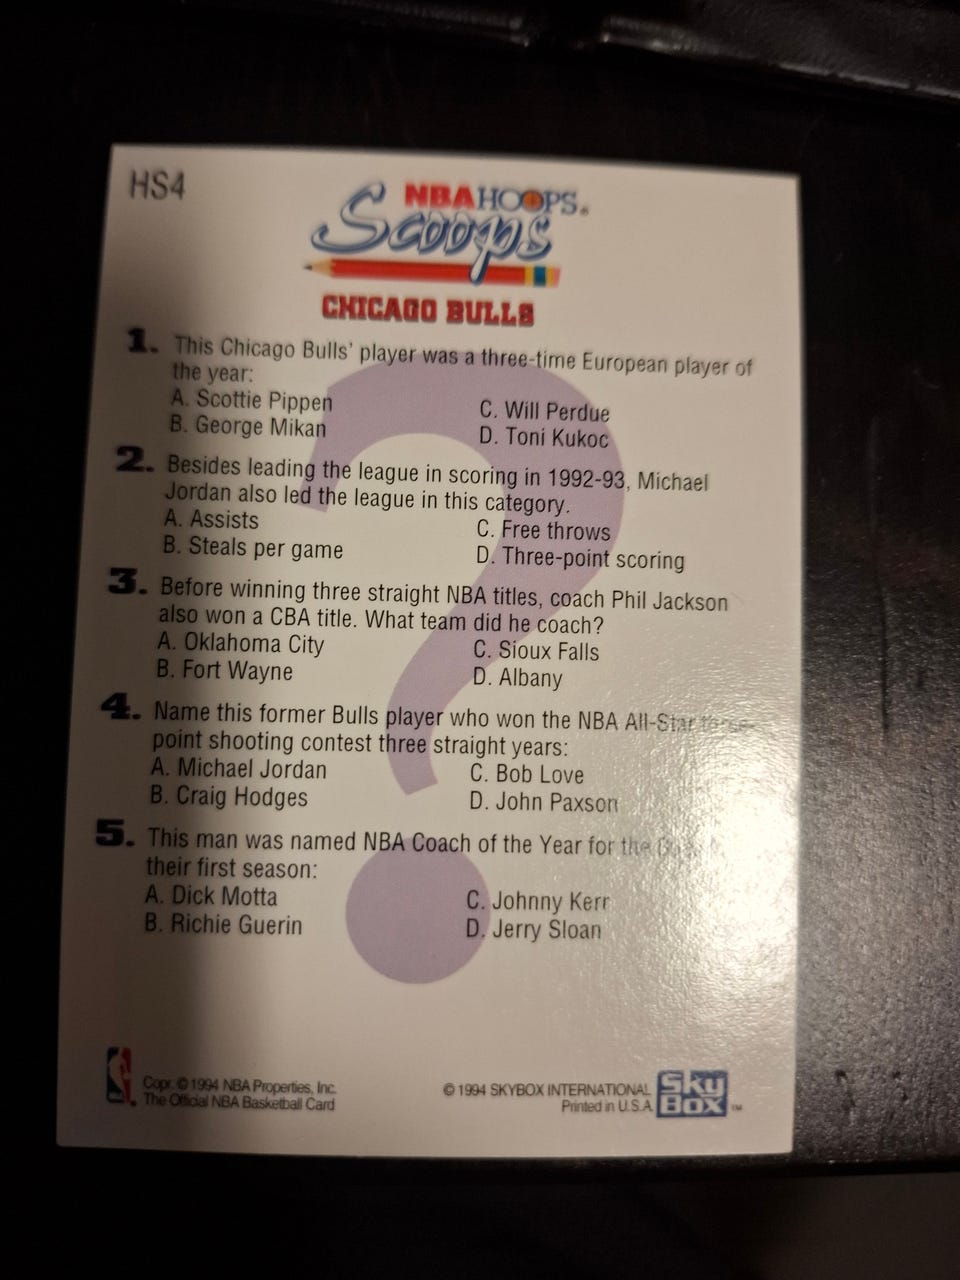 HS4
NBA HOOPS®
Scoops
CHICAGO BULLS
1. This Chicago Bulls' player was a three-time European player of
the year:
A. Scottie Pippen C. Will Perdue
B. George Mikan D. Toni Kukoc
2. Besides leading the league in scoring in 1992-93, Michael
Jordan also led the league in this category.
A. Assists C. Free throws
B. Steals per game D. Three-point scoring
3. Before winning three straight NBA titles, coach Phil Jackson
also won a CBA title. What team did he coach?
A. Oklahoma City C. Sioux Falls
B. Fort Wayne D. Albany
4. Name this former Bulls player who won the NBA All-Star three-
point shooting contest three straight years:
A. Michael Jordan C. Bob Love
B. Craig Hodges D. John Paxson
5. This man was named NBA Coach of the Year for the
their first season:
A. Dick Motta C. Johnny Kerr
B. Richie Guerin D. Jerry Sloan
Copr. © 1994 NBA Properties, Inc.
The Official NBA Basketball Card
© 1994 SKYBOX INTERNATIONAL
Printed in U.S.A.
Sky
Box™